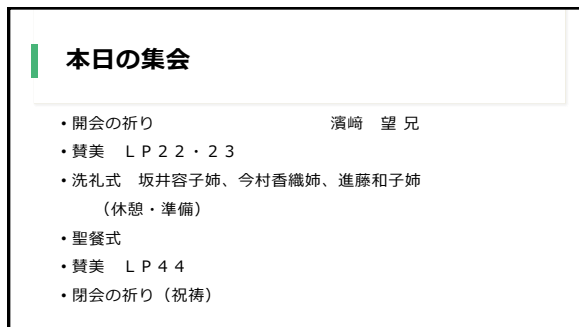 本日の集会
・開会の祈り　　　　　　　　　　　濱﨑　望 兄
・賛美　ＬＰ２２・２３
・洗礼式　坂井容子姉、今村香織姉、進藤和子姉
（休憩・準備）
・聖餐式
・賛美　ＬＰ４４
・閉会の祈り（祝祷）